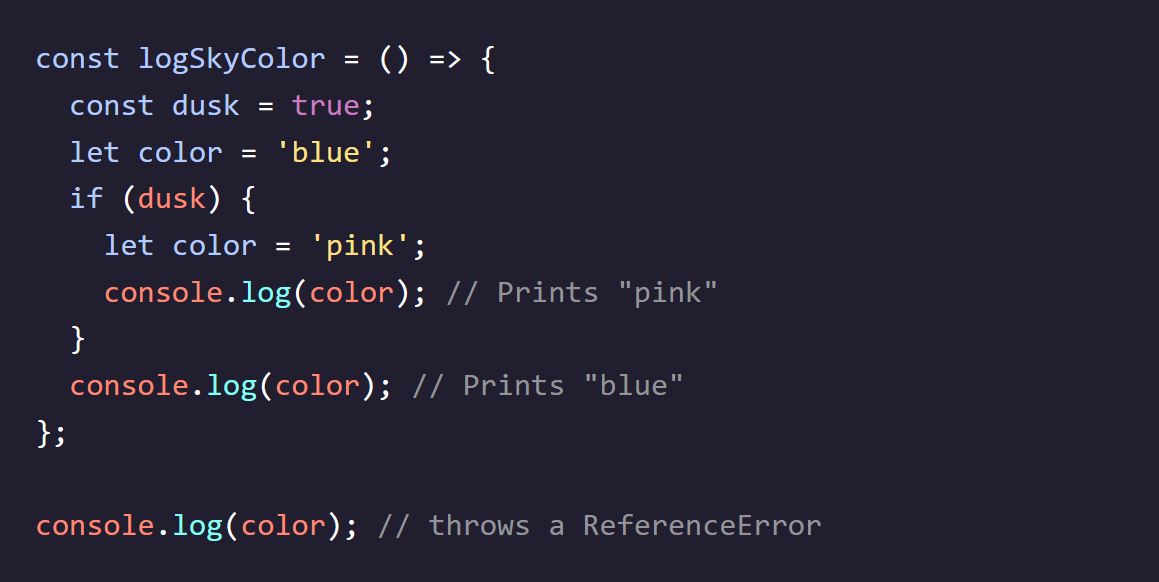 const logSkyColor = () => {
  const dusk = true;
  let color = 'blue';
  if (dusk) {
    let color = 'pink';
    console.log(color); // Prints "pink"
  }
  console.log(color); // Prints "blue"
};

console.log(color); // throws a ReferenceError